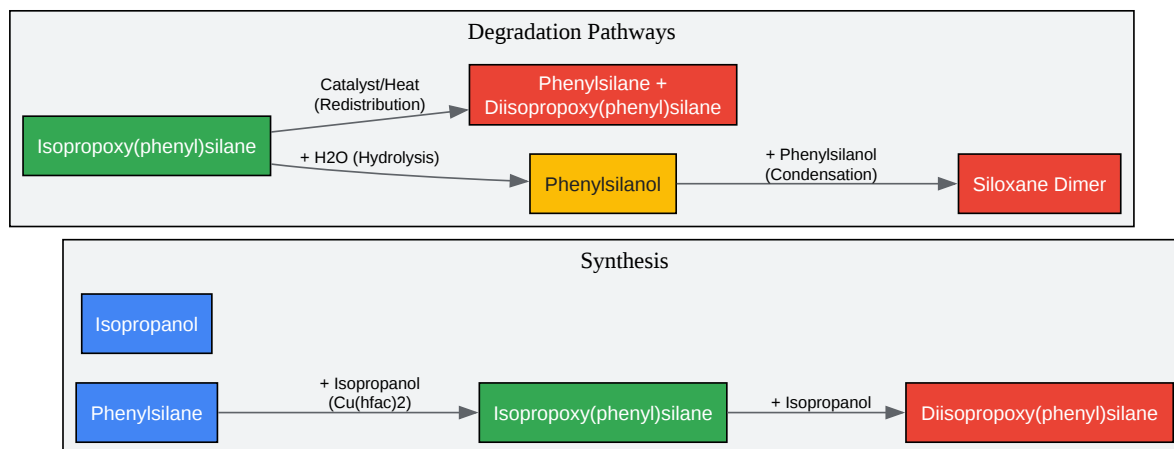 Degradation Pathways
Catalyst/Heat
(Redistribution)
Phenylsilane +
Diisopropoxy(phenyl)silane
Isopropoxy(phenyl)silane
+ H2O (Hydrolysis)
Phenylsilanol
+ Phenylsilanol
(Condensation)
Siloxane Dimer
Synthesis
Isopropanol
Phenylsilane
+ Isopropanol
(Cu(hfac)2)
Isopropoxy(phenyl)silane
+ Isopropanol
Diisopropoxy(phenyl)silane